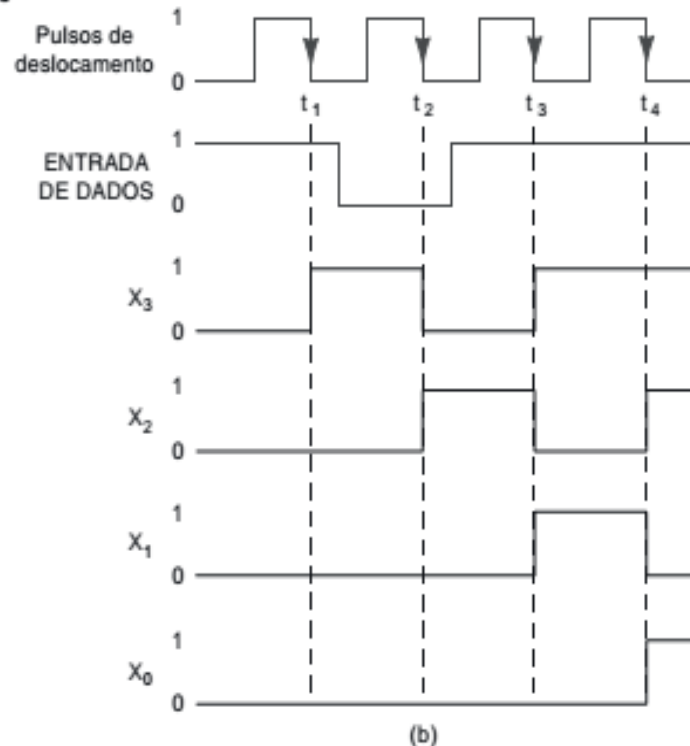 1
Pulsos de
deslocamento
0
t1 t2 t3 t4
1
ENTRADA
DE DADOS
0
1
X3
0
1
X2
0
1
X1
0
1
X0
0
(b)